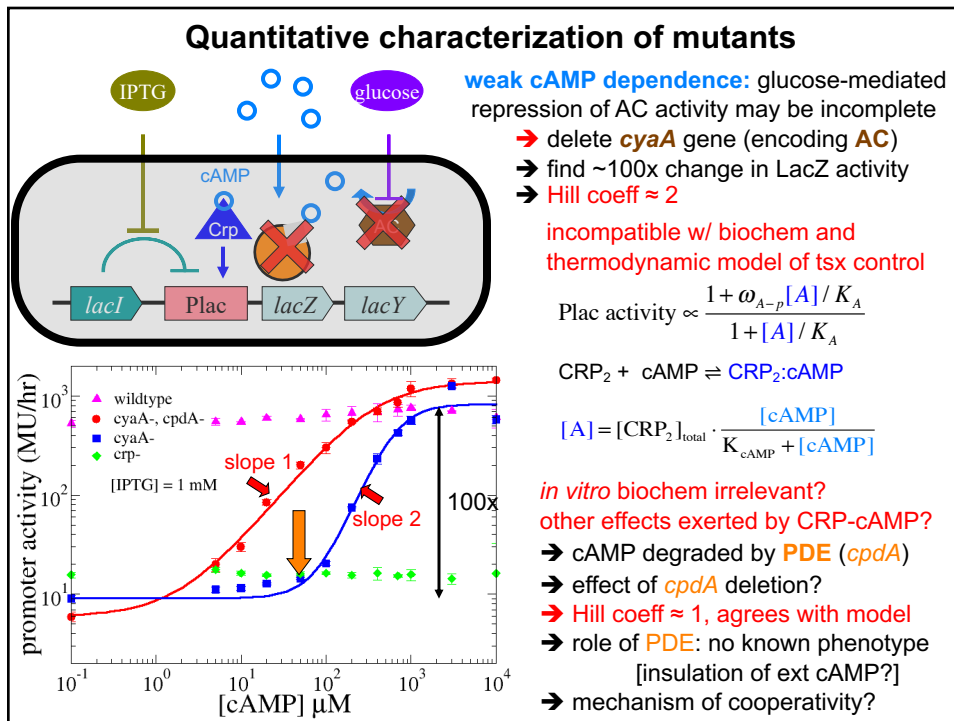 Quantitative characterization of mutants
IPTG
glucose
cAMP
Crp
AC
lacI
Plac
lacZ
lacY
weak cAMP dependence: glucose-mediated
repression of AC activity may be incomplete
➔ delete cyaA gene (encoding AC)
➔ find ~100x change in LacZ activity
➔ Hill coeff ≈ 2
incompatible w/ biochem and
thermodynamic model of tsx control
Plac activity ∝ (1 + ω_{A-p}[A] / K_A) / (1 + [A] / K_A)
CRP₂ + cAMP ⇌ CRP₂:cAMP
[A] = [CRP₂]_total · [cAMP] / (K_cAMP + [cAMP])
in vitro biochem irrelevant?
other effects exerted by CRP-cAMP?
➔ cAMP degraded by PDE (cpdA)
➔ effect of cpdA deletion?
➔ Hill coeff ≈ 1, agrees with model
➔ role of PDE: no known phenotype
[insulation of ext cAMP?]
➔ mechanism of cooperativity?
promoter activity (MU/hr)
10³
10²
10¹
wildtype
cyaA-, cpdA-
cyaA-
crp-
[IPTG] = 1 mM
slope 1
slope 2
100x
10⁻¹ 10⁰ 10¹ 10² 10³ 10⁴
[cAMP] μM